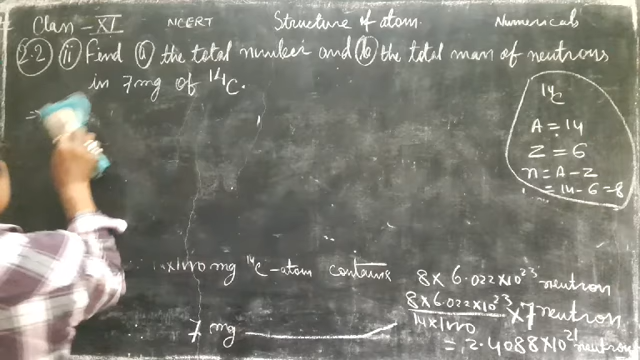 Class - XI NCERT Structure of atom. Numericals
2.2 (ii) Find (a) the total number and (b) the total mass of neutrons
in 7 mg of ¹⁴C.
¹⁴C
A = 14
Z = 6
n = A - Z
= 14 - 6 = 8
14x1000 mg ¹⁴C - atom contains 8 x 6.022 x 10²³ neutron
7 mg 8 x 6.022 x 10²³ / 14 x 1000 x 7 neutron
= 2.4088 x 10²¹ neutron